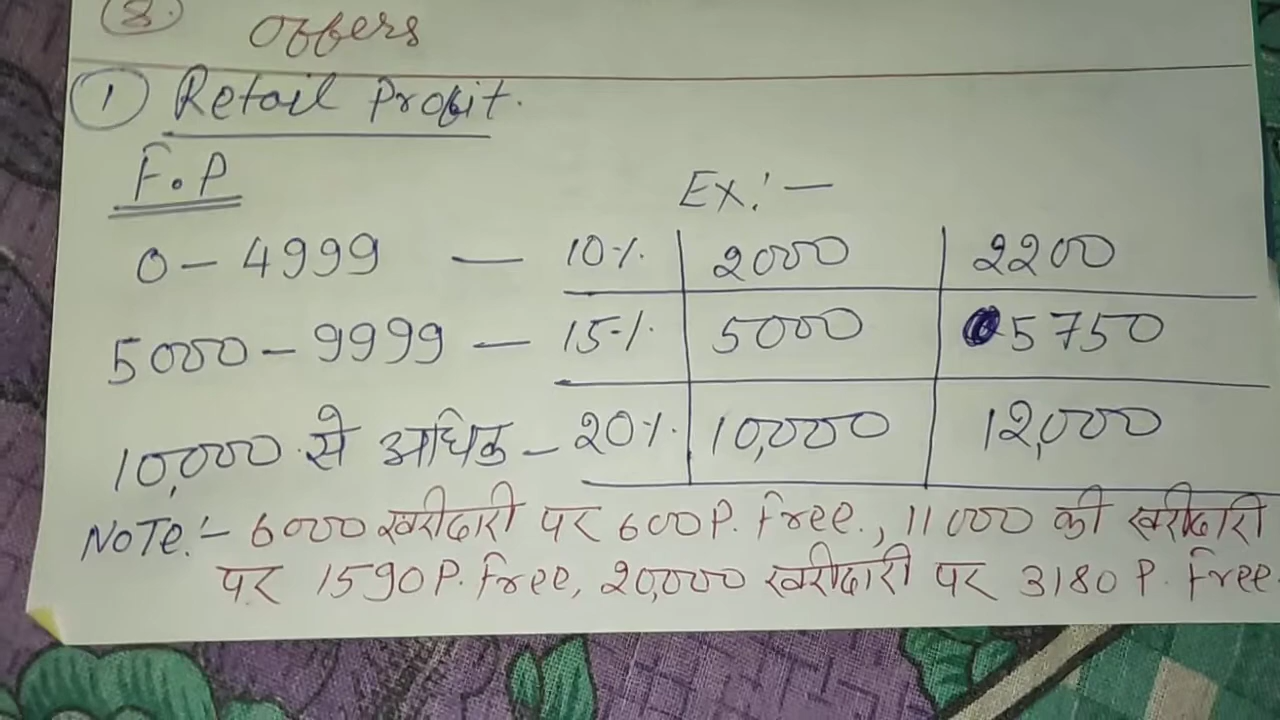 8. Offers
1 Retail Profit.
F.P
Ex:-
0-4999 — 10% 2000 2200
5000-9999 — 15% 5000 5750
10,000 से अधिक - 20% 10,000 12,000
NOTE:- 6000 खरीदारी पर 600 P. Free., 11000 की खरीदारी
पर 1590 P. Free, 20,000 खरीदारी पर 3180 P. Free.